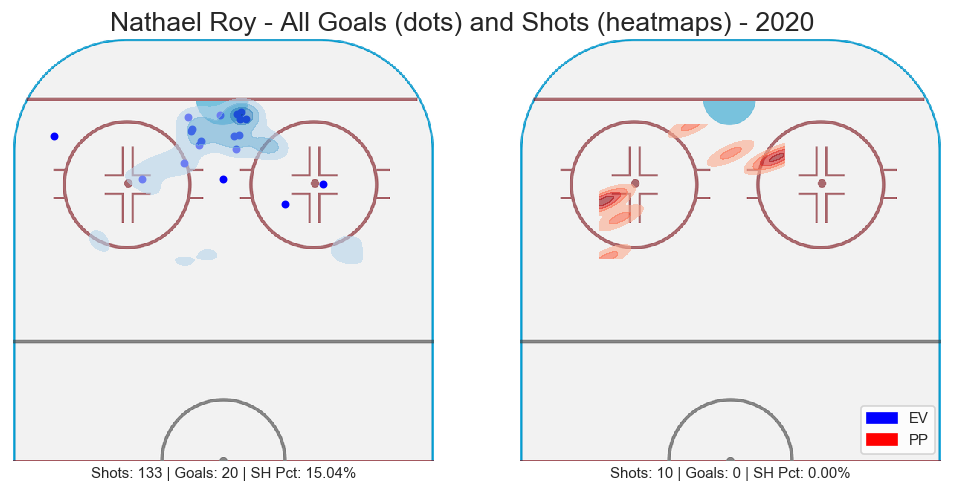 Nathael Roy - All Goals (dots) and Shots (heatmaps) - 2020
EV
PP
Shots: 133 | Goals: 20 | SH Pct: 15.04%
Shots: 10 | Goals: 0 | SH Pct: 0.00%